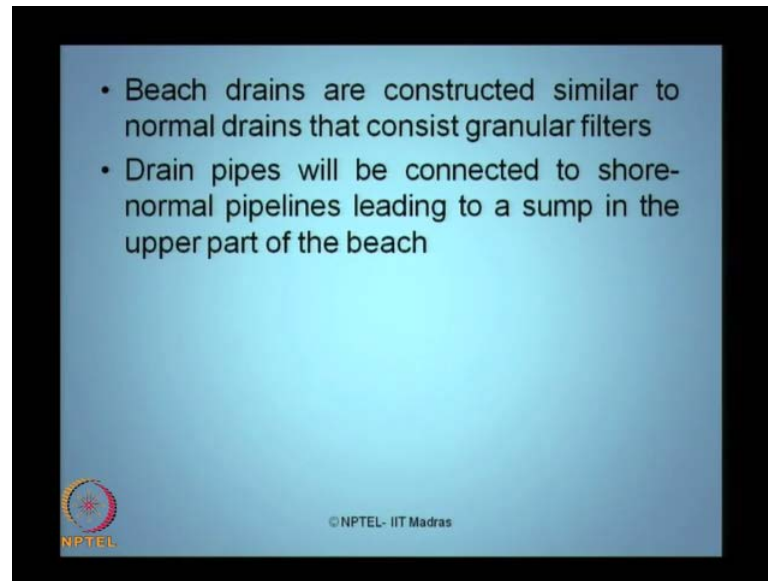 • Beach drains are constructed similar to
normal drains that consist granular filters
• Drain pipes will be connected to shore-
normal pipelines leading to a sump in the
upper part of the beach
© NPTEL- IIT Madras
NPTEL